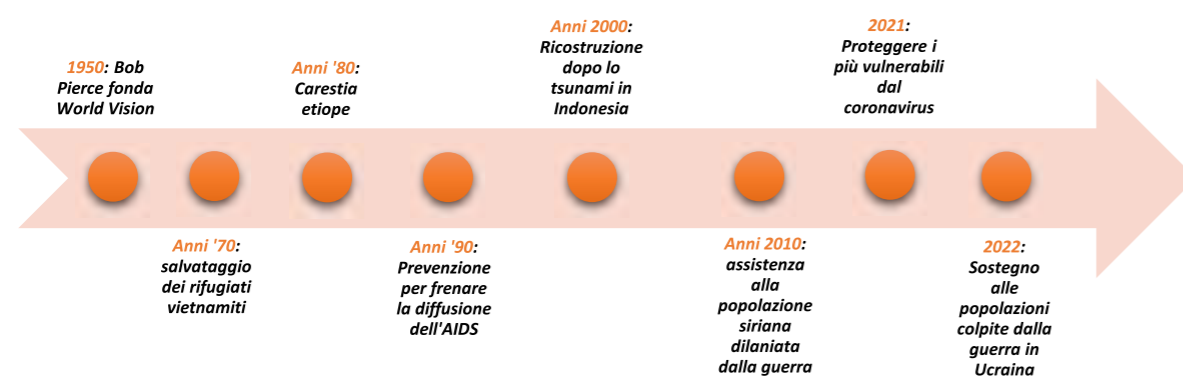 1950: Bob
Pierce fonda
World Vision
Anni '70:
salvataggio
dei rifugiati
vietnamiti
Anni '80:
Carestia
etiope
Anni '90:
Prevenzione
per frenare
la diffusione
dell'AIDS
Anni 2000:
Ricostruzione
dopo lo
tsunami in
Indonesia
Anni 2010:
assistenza
alla
popolazione
siriana
dilaniata
dalla guerra
2021:
Proteggere i
più vulnerabili
dal
coronavirus
2022:
Sostegno
alle
popolazioni
colpite dalla
guerra in
Ucraina